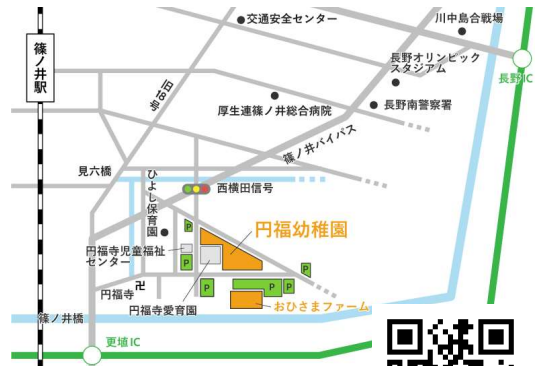 交通安全センター
川中島合戦場
篠ノ井駅
長野オリンピック
スタジアム
長野IC
旧18号
厚生連篠ノ井総合病院
長野南警察署
篠ノ井バイパス
見六橋
ひよし保育園
西横田信号
P
円福幼稚園
円福寺児童福祉
センター
P
P
円福寺
卍
円福寺愛育園
P
P
P
おひさまファーム
篠ノ井橋
更埴IC